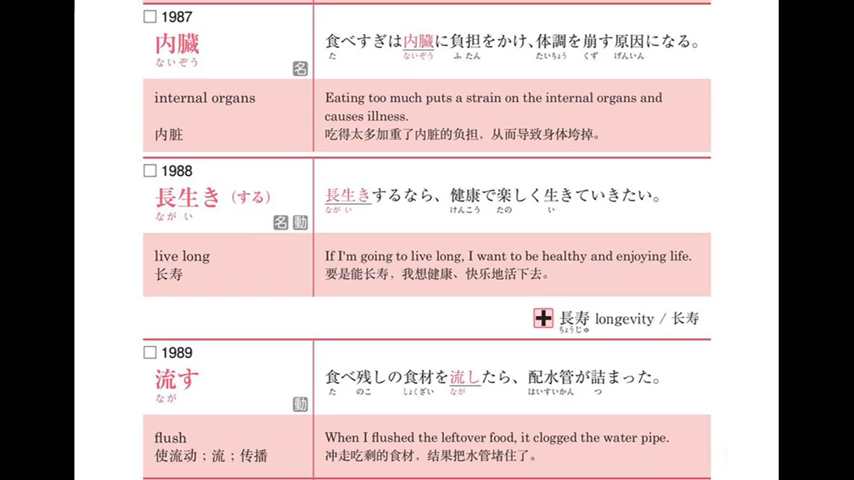 1987
内臓
ないぞう
名
食べすぎは内臓に負担をかけ、体調を崩す原因になる。
た ないぞう ふたん たいちょう くず げんいん
internal organs
内脏
Eating too much puts a strain on the internal organs and
causes illness.
吃得太多加重了内脏的负担，从而导致身体垮掉。
1988
長生き（する）
ながい
名 動
長生きするなら、健康で楽しく生きていきたい。
ながい けんこう たの い
live long
长寿
If I'm going to live long, I want to be healthy and enjoying life.
要是能长寿，我想健康、快乐地活下去。
＋ 長寿 longevity / 长寿
ちょうじゅ
1989
流す
なが
動
食べ残しの食材を流したら、配水管が詰まった。
た のこ しょくざい なが はいすいかん つ
flush
使流动；流；传播
When I flushed the leftover food, it clogged the water pipe.
冲走吃剩的食材，结果把水管堵住了。